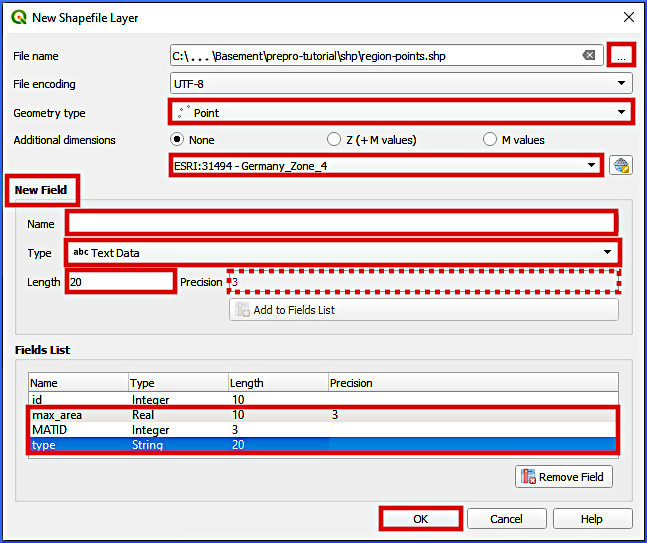 New Shapefile Layer
File name C:\...\Basement\prepro-tutorial\shp\region-points.shp ...
File encoding UTF-8
Geometry type Point
Additional dimensions None Z (+M values) M values
ESRI:31494 - Germany_Zone_4
New Field
Name
Type abc Text Data
Length 20 Precision 3
Add to Fields List
Fields List
Name Type Length Precision
id Integer 10
max_area Real 10 3
MATID Integer 3
type String 20
Remove Field
OK Cancel Help